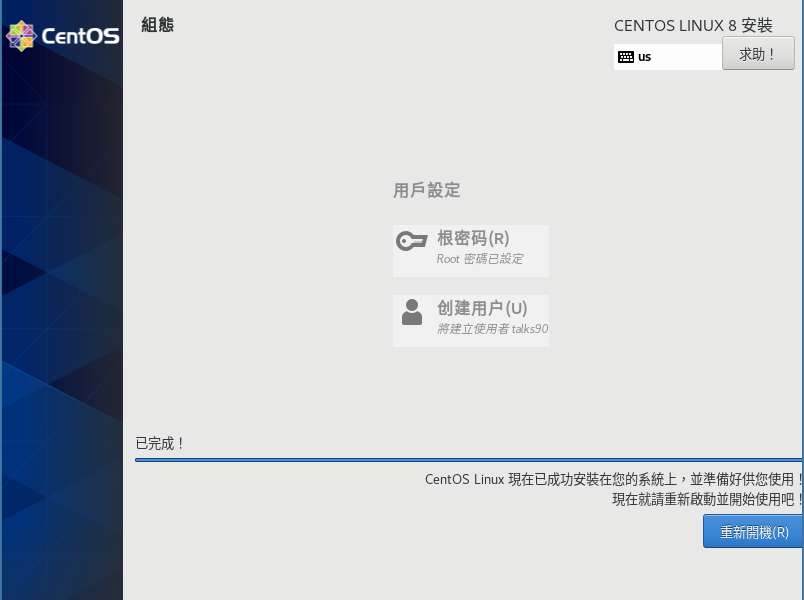 CentOS
組態
CENTOS LINUX 8 安裝
us
求助！
用戶設定
根密码(R)
Root 密碼已設定
创建用户(U)
將建立使用者 talks90
已完成！
CentOS Linux 現在已成功安裝在您的系統上，並準備好供您使用！
現在就請重新啟動並開始使用吧！
重新開機(R)